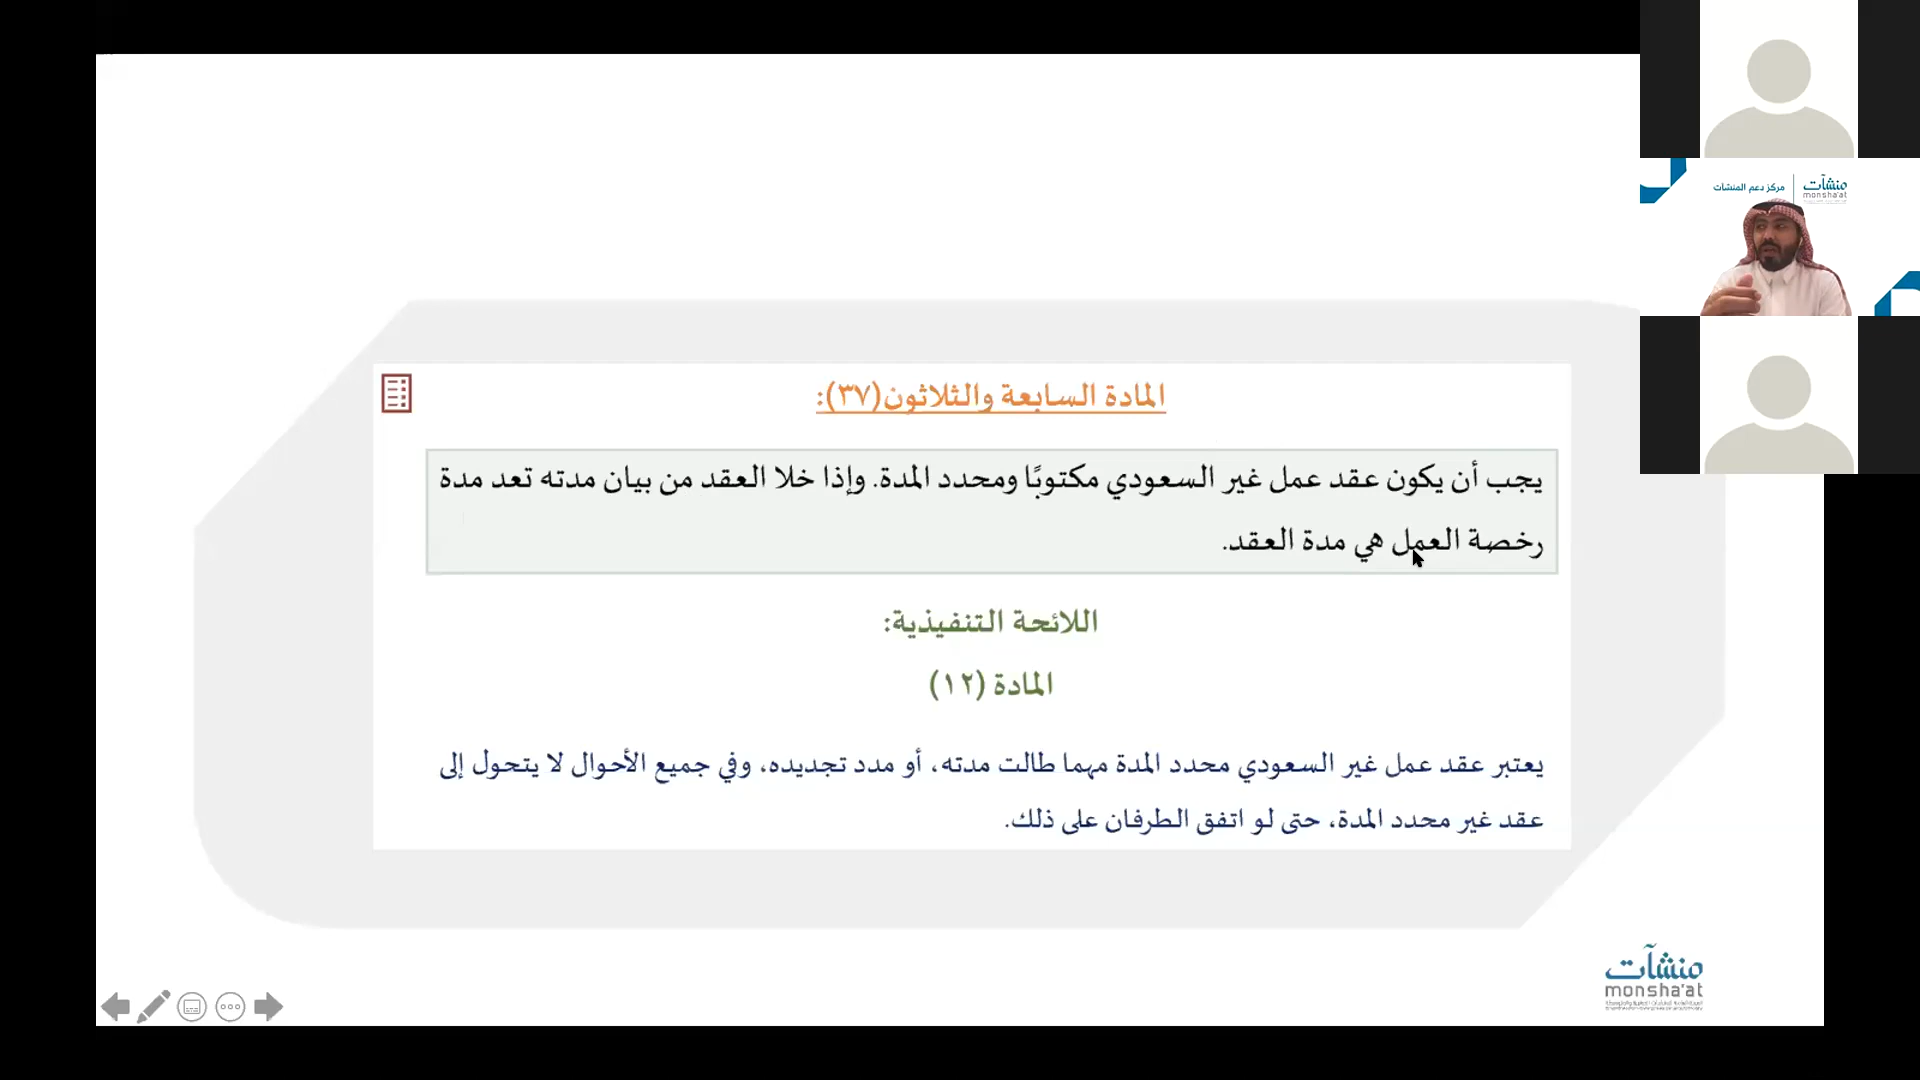 مركز دعم المنشآت
منشآت
monsha'at
المادة السابعة والثلاثون(٣٧):
يجب أن يكون عقد عمل غير السعودي مكتوبًا ومحدد المدة. وإذا خلا العقد من بيان مدته تعد مدة
رخصة العمل هي مدة العقد.
اللائحة التنفيذية:
المادة (١٢)
يعتبر عقد عمل غير السعودي محدد المدة مهما طالت مدته، أو مدد تجديده، وفي جميع الأحوال لا يتحول إلى
عقد غير محدد المدة، حتى لو اتفق الطرفان على ذلك.
منشآت
monsha'at